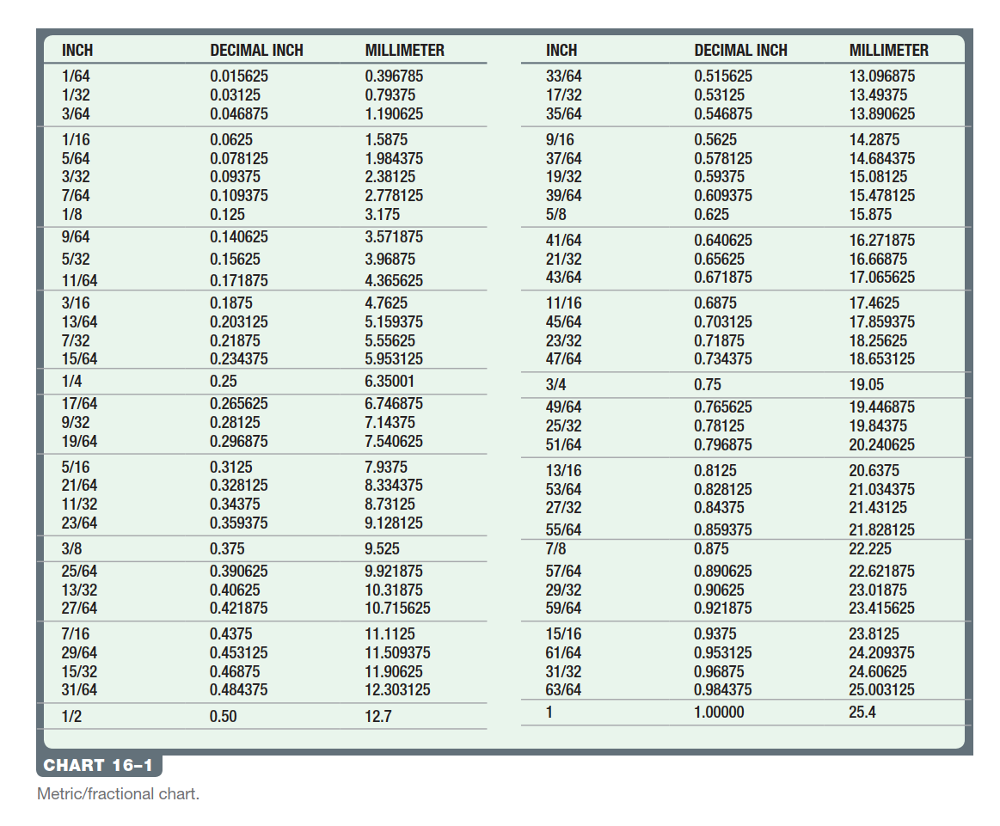 INCH DECIMAL INCH MILLIMETER
1/64 0.015625 0.396785
1/32 0.03125 0.79375
3/64 0.046875 1.190625
1/16 0.0625 1.5875
5/64 0.078125 1.984375
3/32 0.09375 2.38125
7/64 0.109375 2.778125
1/8 0.125 3.175
9/64 0.140625 3.571875
5/32 0.15625 3.96875
11/64 0.171875 4.365625
3/16 0.1875 4.7625
13/64 0.203125 5.159375
7/32 0.21875 5.55625
15/64 0.234375 5.953125
1/4 0.25 6.35001
17/64 0.265625 6.746875
9/32 0.28125 7.14375
19/64 0.296875 7.540625
5/16 0.3125 7.9375
21/64 0.328125 8.334375
11/32 0.34375 8.73125
23/64 0.359375 9.128125
3/8 0.375 9.525
25/64 0.390625 9.921875
13/32 0.40625 10.31875
27/64 0.421875 10.715625
7/16 0.4375 11.1125
29/64 0.453125 11.509375
15/32 0.46875 11.90625
31/64 0.484375 12.303125
1/2 0.50 12.7
INCH DECIMAL INCH MILLIMETER
33/64 0.515625 13.096875
17/32 0.53125 13.49375
35/64 0.546875 13.890625
9/16 0.5625 14.2875
37/64 0.578125 14.684375
19/32 0.59375 15.08125
39/64 0.609375 15.478125
5/8 0.625 15.875
41/64 0.640625 16.271875
21/32 0.65625 16.66875
43/64 0.671875 17.065625
11/16 0.6875 17.4625
45/64 0.703125 17.859375
23/32 0.71875 18.25625
47/64 0.734375 18.653125
3/4 0.75 19.05
49/64 0.765625 19.446875
25/32 0.78125 19.84375
51/64 0.796875 20.240625
13/16 0.8125 20.6375
53/64 0.828125 21.034375
27/32 0.84375 21.43125
55/64 0.859375 21.828125
7/8 0.875 22.225
57/64 0.890625 22.621875
29/32 0.90625 23.01875
59/64 0.921875 23.415625
15/16 0.9375 23.8125
61/64 0.953125 24.209375
31/32 0.96875 24.60625
63/64 0.984375 25.003125
1 1.00000 25.4
CHART 16–1
Metric/fractional chart.